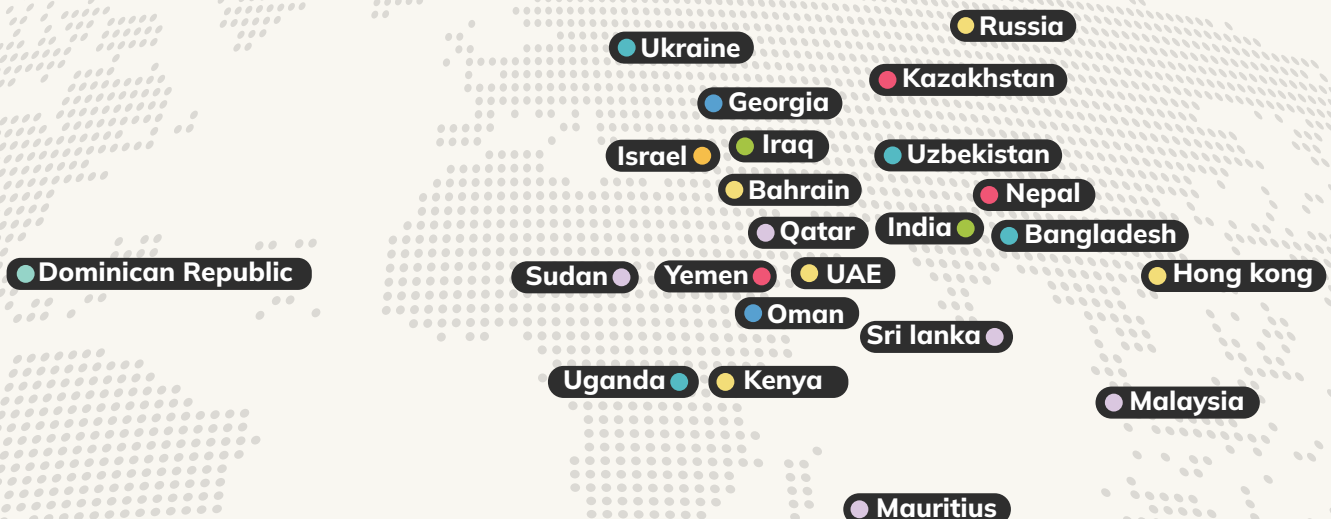 Russia
Ukraine
Kazakhstan
Georgia
Iraq
Israel
Uzbekistan
Bahrain
Nepal
Qatar
India
Bangladesh
Dominican Republic
Sudan
Yemen
UAE
Hong kong
Oman
Sri lanka
Uganda
Kenya
Malaysia
Mauritius